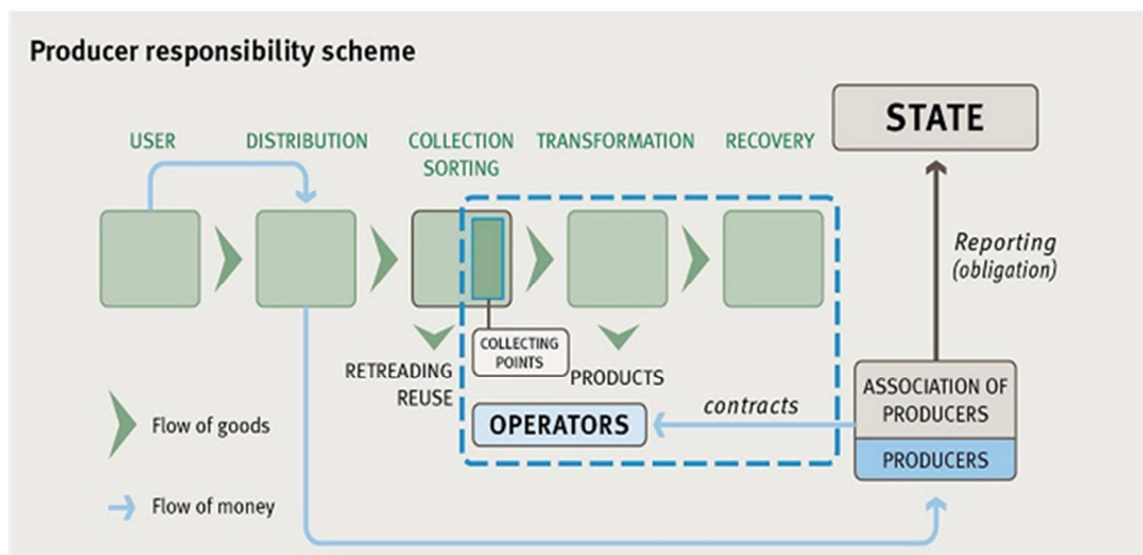 Producer responsibility scheme
STATE
USER
DISTRIBUTION
COLLECTION
SORTING
TRANSFORMATION
RECOVERY
Reporting
(obligation)
COLLECTING
POINTS
RETREADING
REUSE
PRODUCTS
ASSOCIATION OF
PRODUCERS
PRODUCERS
contracts
OPERATORS
Flow of goods
Flow of money